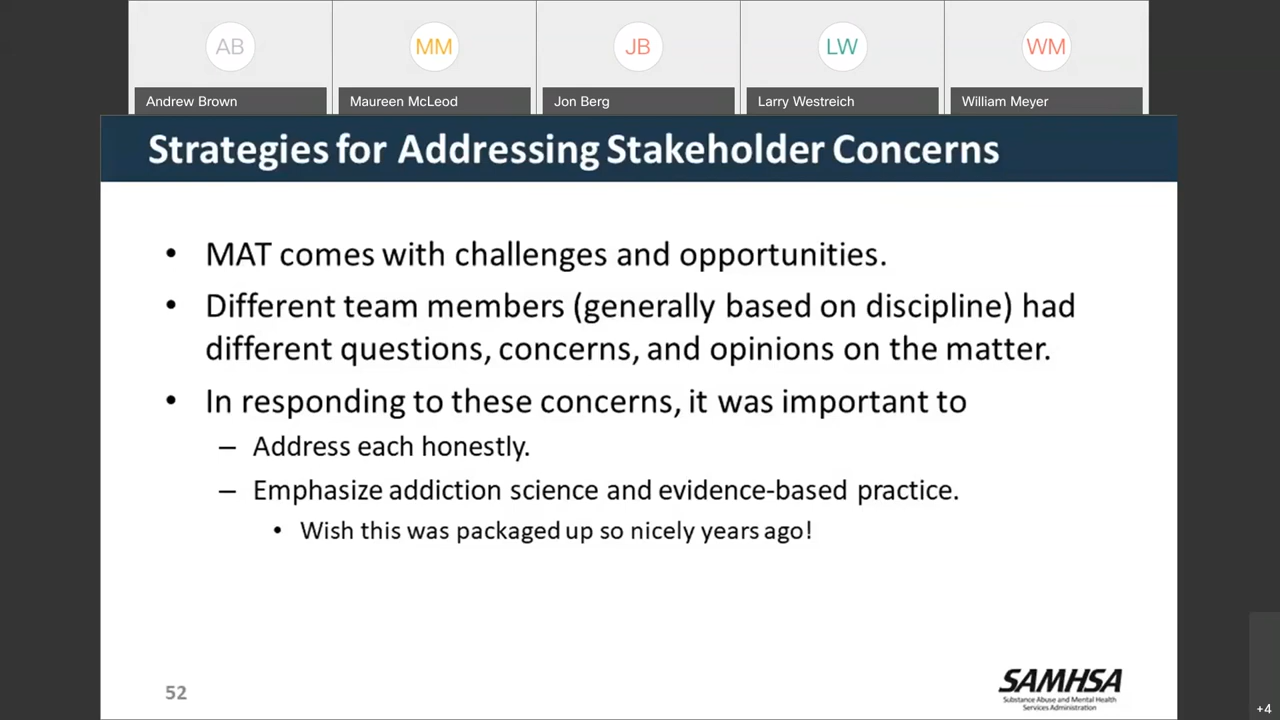 AB
MM
JB
LW
WM
Andrew Brown
Maureen McLeod
Jon Berg
Larry Westreich
William Meyer
Strategies for Addressing Stakeholder Concerns
• MAT comes with challenges and opportunities.
• Different team members (generally based on discipline) had
different questions, concerns, and opinions on the matter.
• In responding to these concerns, it was important to
– Address each honestly.
– Emphasize addiction science and evidence-based practice.
• Wish this was packaged up so nicely years ago!
52
SAMHSA
Substance Abuse and Mental Health
Services Administration
+4